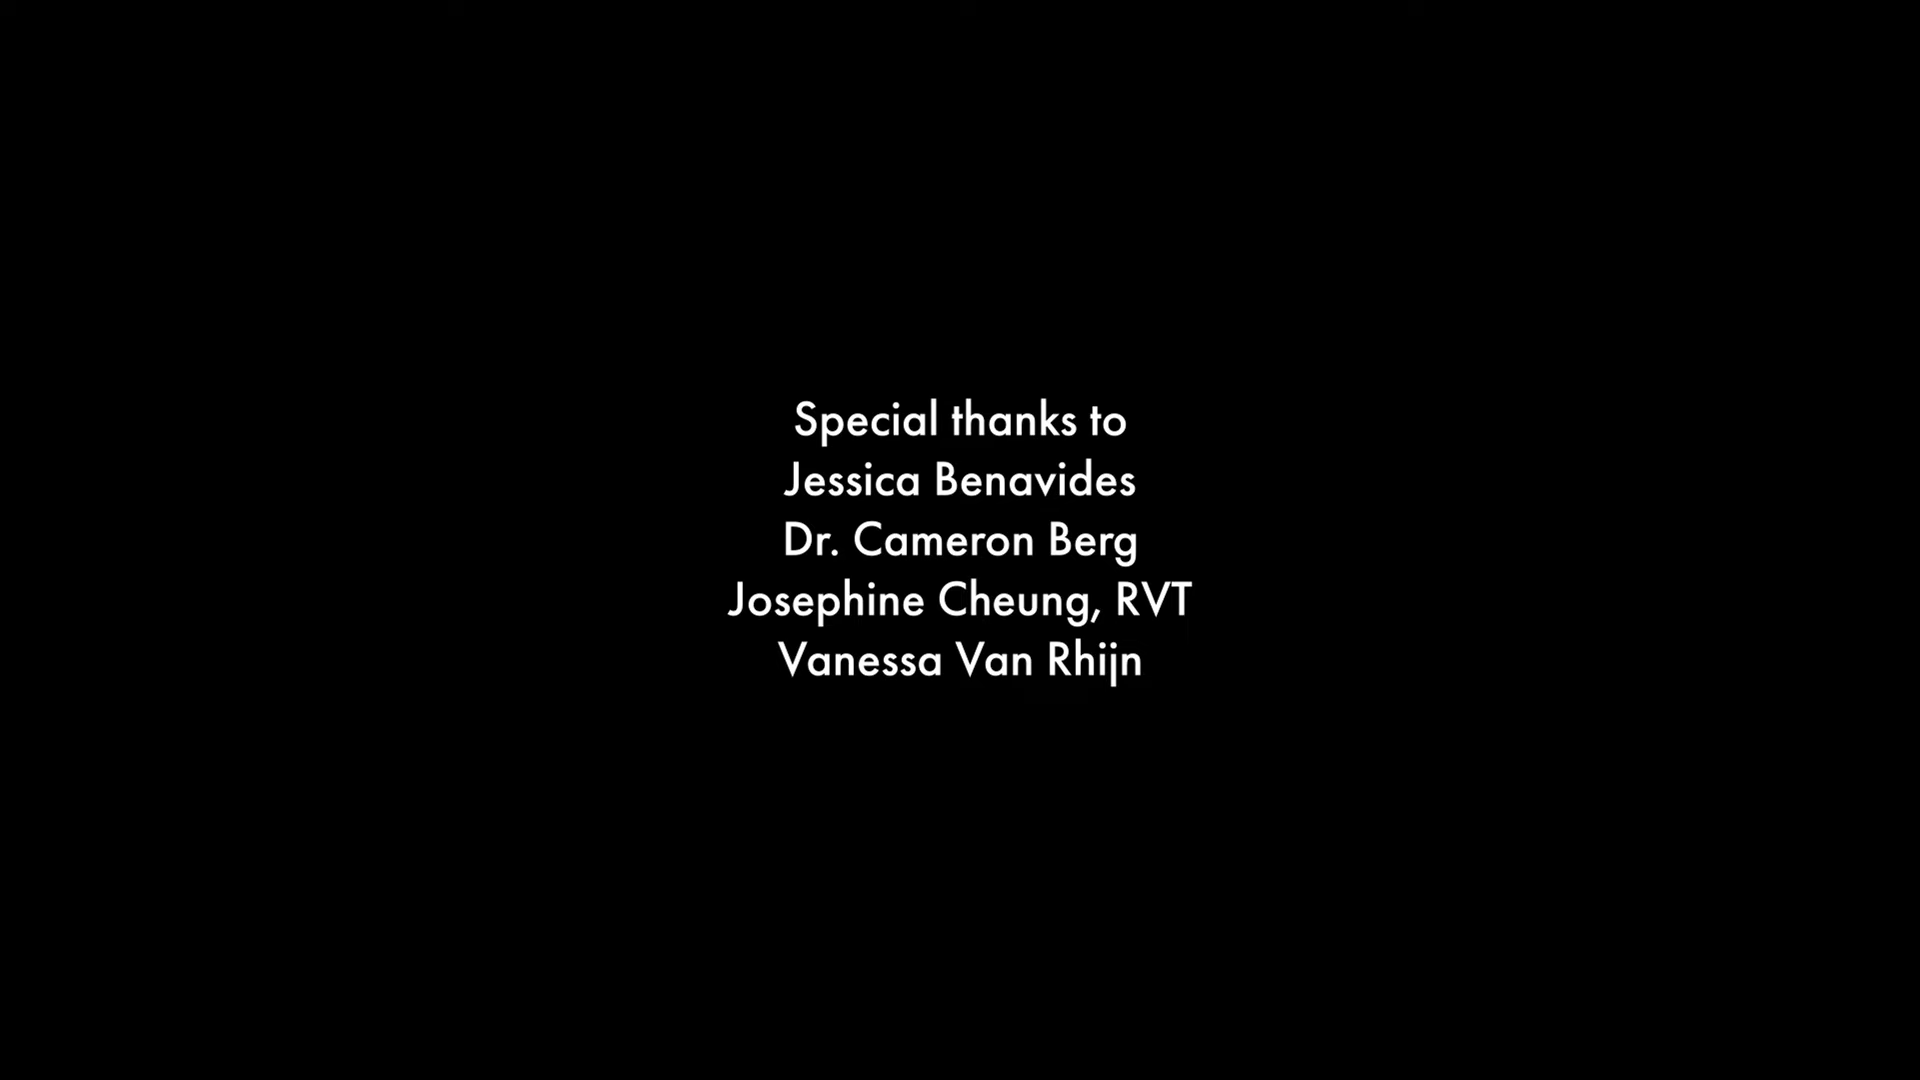 Special thanks to
Jessica Benavides
Dr. Cameron Berg
Josephine Cheung, RVT
Vanessa Van Rhijn